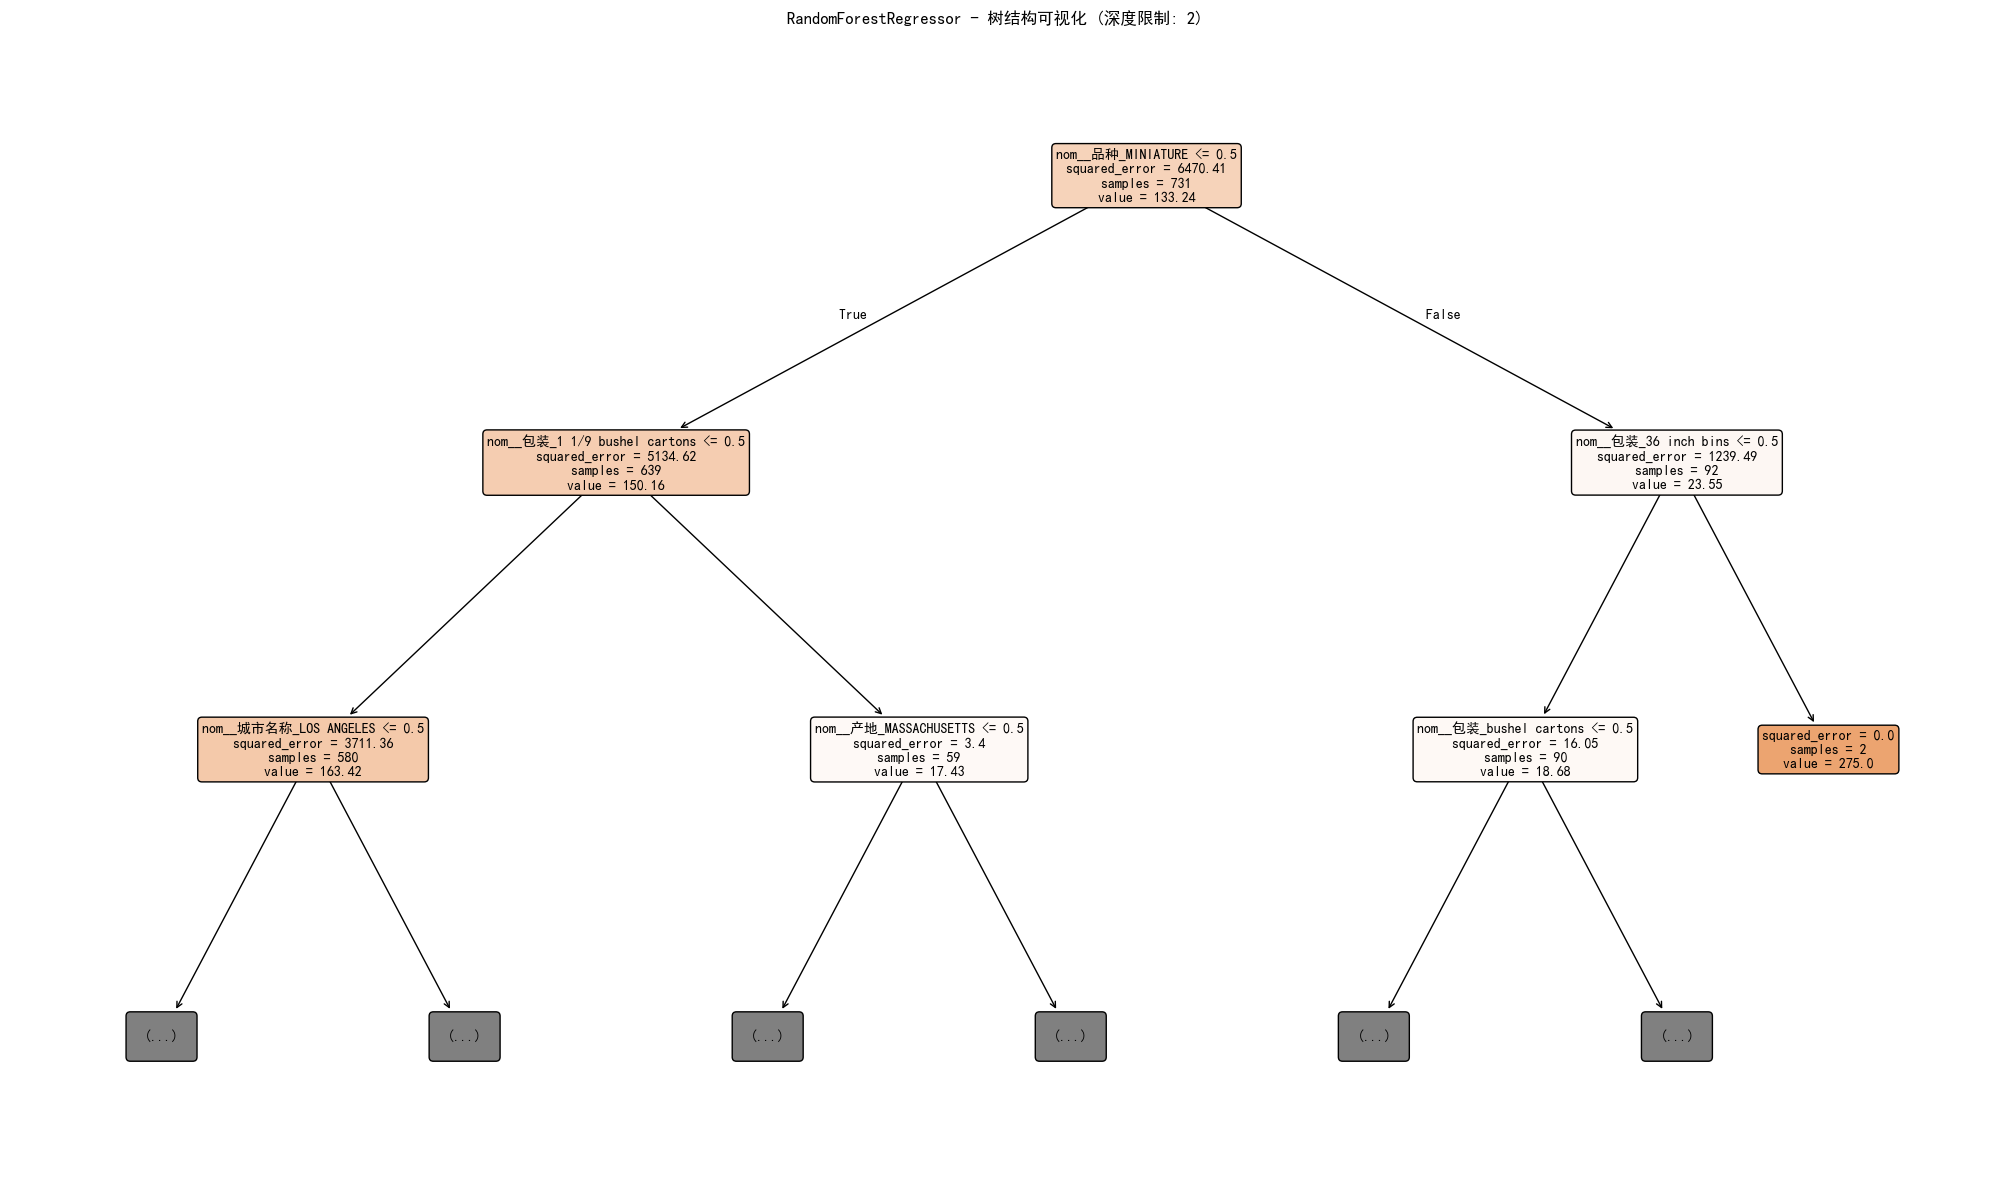 RandomForestRegressor - 树结构可视化 (深度限制: 2)
nom__品种_MINIATURE <= 0.5
squared_error = 6470.41
samples = 731
value = 133.24
True
False
nom__包装_1 1/9 bushel cartons <= 0.5
squared_error = 5134.62
samples = 639
value = 150.16
nom__包装_36 inch bins <= 0.5
squared_error = 1239.49
samples = 92
value = 23.55
nom__城市名称_LOS ANGELES <= 0.5
squared_error = 3711.36
samples = 580
value = 163.42
nom__产地_MASSACHUSETTS <= 0.5
squared_error = 3.4
samples = 59
value = 17.43
nom__包装_bushel cartons <= 0.5
squared_error = 16.05
samples = 90
value = 18.68
squared_error = 0.0
samples = 2
value = 275.0
(...)
(...)
(...)
(...)
(...)
(...)